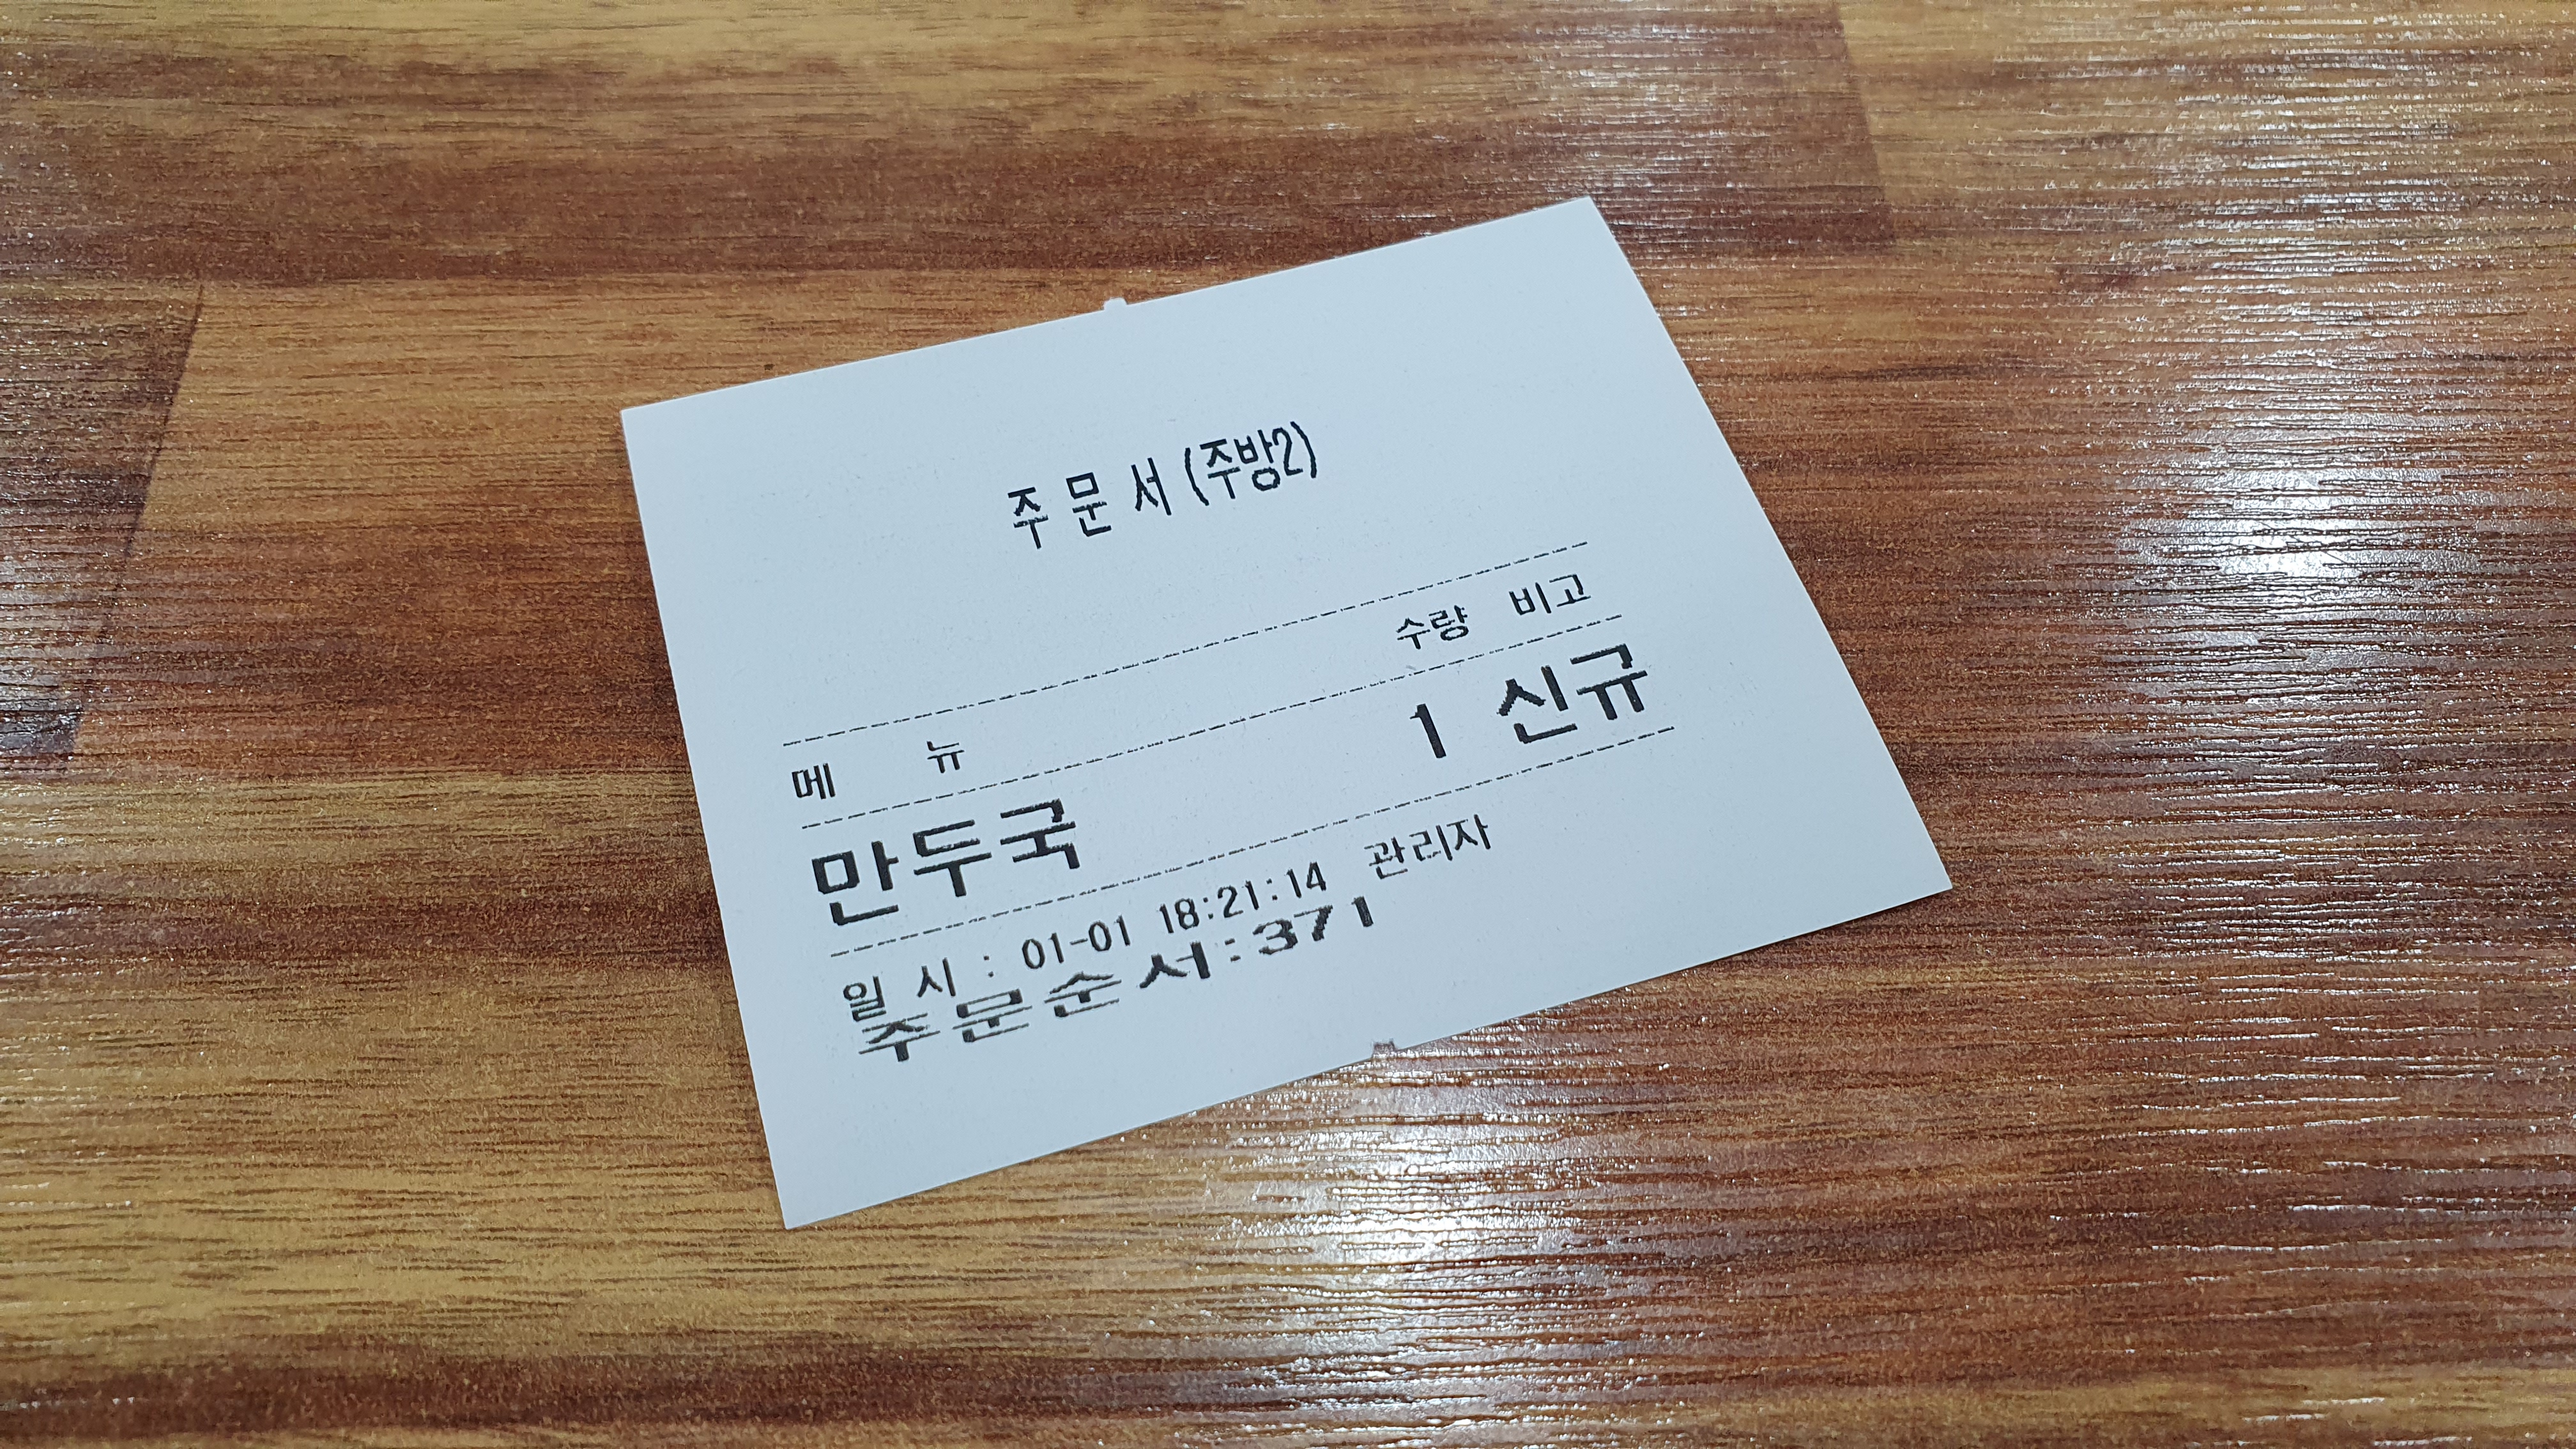 주 문 서 (주방2)
메 뉴 수량 비고
만두국 1 신규
일 시 : 01-01 18:21:14 관리자
주문순서:371